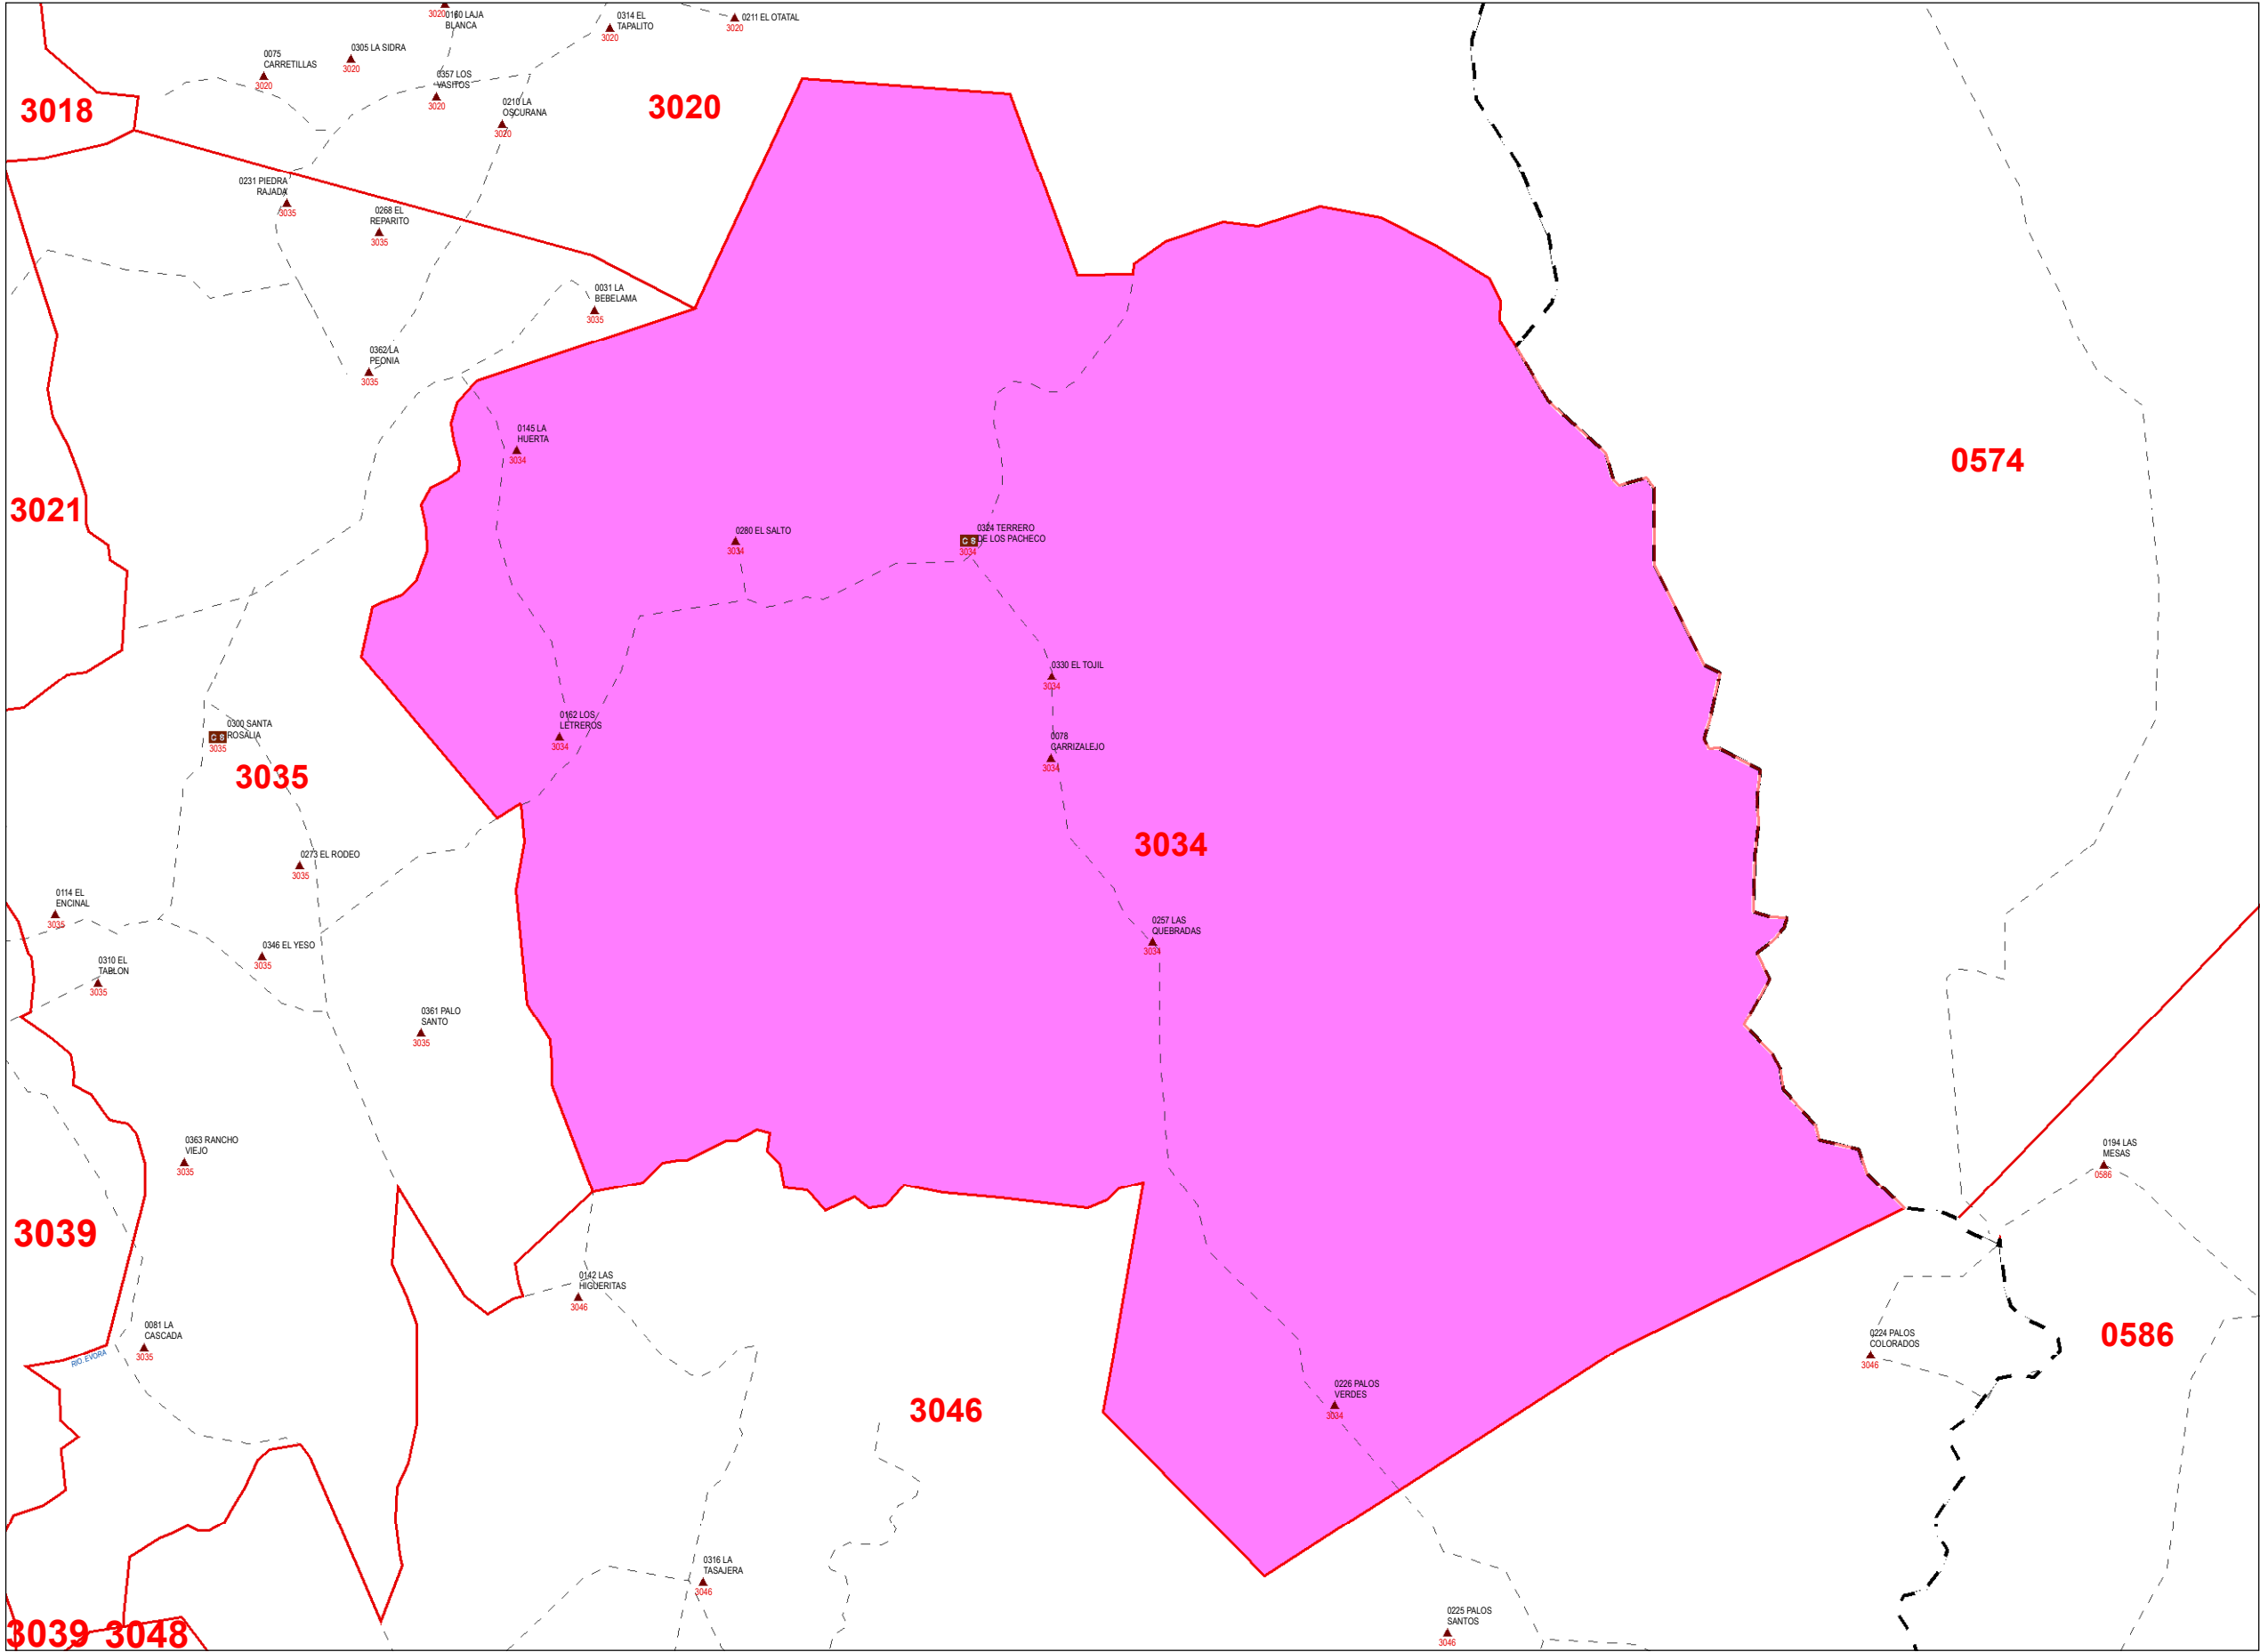 0160 LAJA
BLANCA
3020
0314 EL
TAPALITO
3020
0211 EL OTATAL
3020
0075
CARRETILLAS
3020
0305 LA SIDRA
3020
0357 LOS
VASITOS
3020
0210 LA
OSCURANA
3020
3018
3020
0231 PIEDRA
RAJADA
3035
0268 EL
REPARITO
3035
0031 LA
BEBELAMA
3035
0362 LA
PEONIA
3035
0145 LA
HUERTA
3034
0574
3021
0280 EL SALTO
3034
0324 TERRERO
DE LOS PACHECO
C S
3034
0330 EL TOJIL
3034
0300 SANTA
ROSALIA
C S
3035
0162 LOS
LETREROS
3034
0078
CARRIZALEJO
3034
3035
3034
0273 EL RODEO
3035
0114 EL
ENCINAL
3035
0257 LAS
QUEBRADAS
3034
0346 EL YESO
3035
0310 EL
TABLON
3035
0361 PALO
SANTO
3035
0363 RANCHO
VIEJO
3035
0194 LAS
MESAS
0586
3039
0142 LAS
HIGUERITAS
3046
0081 LA
CASCADA
3035
RIO EVORA
0224 PALOS
COLORADOS
3046
0586
0226 PALOS
VERDES
3034
3046
0316 LA
TASAJERA
3046
0225 PALOS
SANTOS
3046
3039 3048